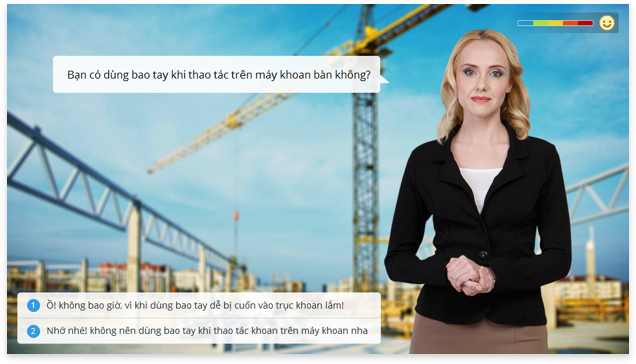 Bạn có dùng bao tay khi thao tác trên máy khoan bàn không?
1 Ồ! không bao giờ, vì khi dùng bao tay dễ bị cuốn vào trục khoan lắm!
2 Nhớ nhé! không nên dùng bao tay khi thao tác khoan trên máy khoan nha